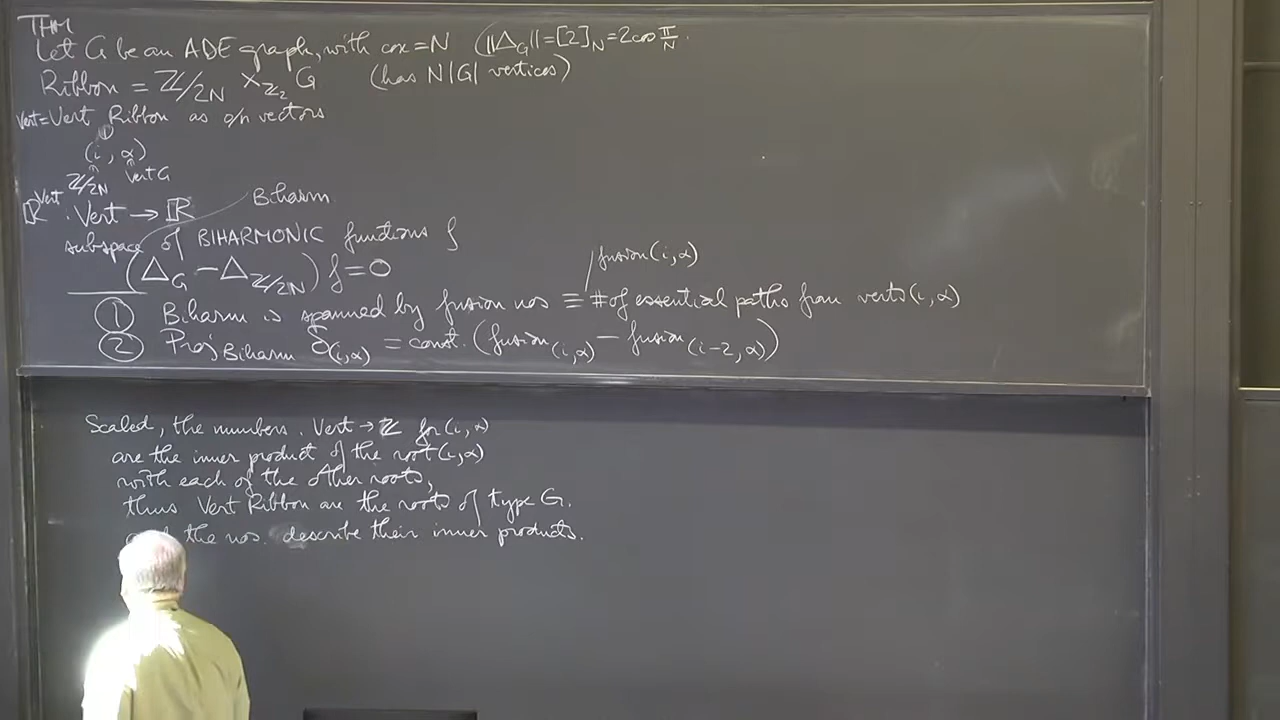 THM
Let G be an ADE graph, with cox = N (||Δ_G|| = [2]_N = 2cos π/N.
Ribbon = Z/2N ×_{Z_2} G (has N|G| vertices)
Vert = Vert Ribbon as o/n vectors
(i, α)
Z/2N vert G
R^Vert : Vert → R Biharm
subspace of BIHARMONIC functions f
(Δ_G − Δ_{Z/2N}) f = 0 fusion(i,α)
① Biharm is spanned by fusion nos ≡ # of essential paths from verts (i,α)
② Proj_Biharm δ_(i,α) = const. (fusion_(i,α) − fusion_(i−2,α))
Scaled, the numbers. Vert → Z for (i,α)
are the inner product of the root (i,α)
with each of the other roots,
thus Vert Ribbon are the roots of type G.
the nos. describe their inner products.